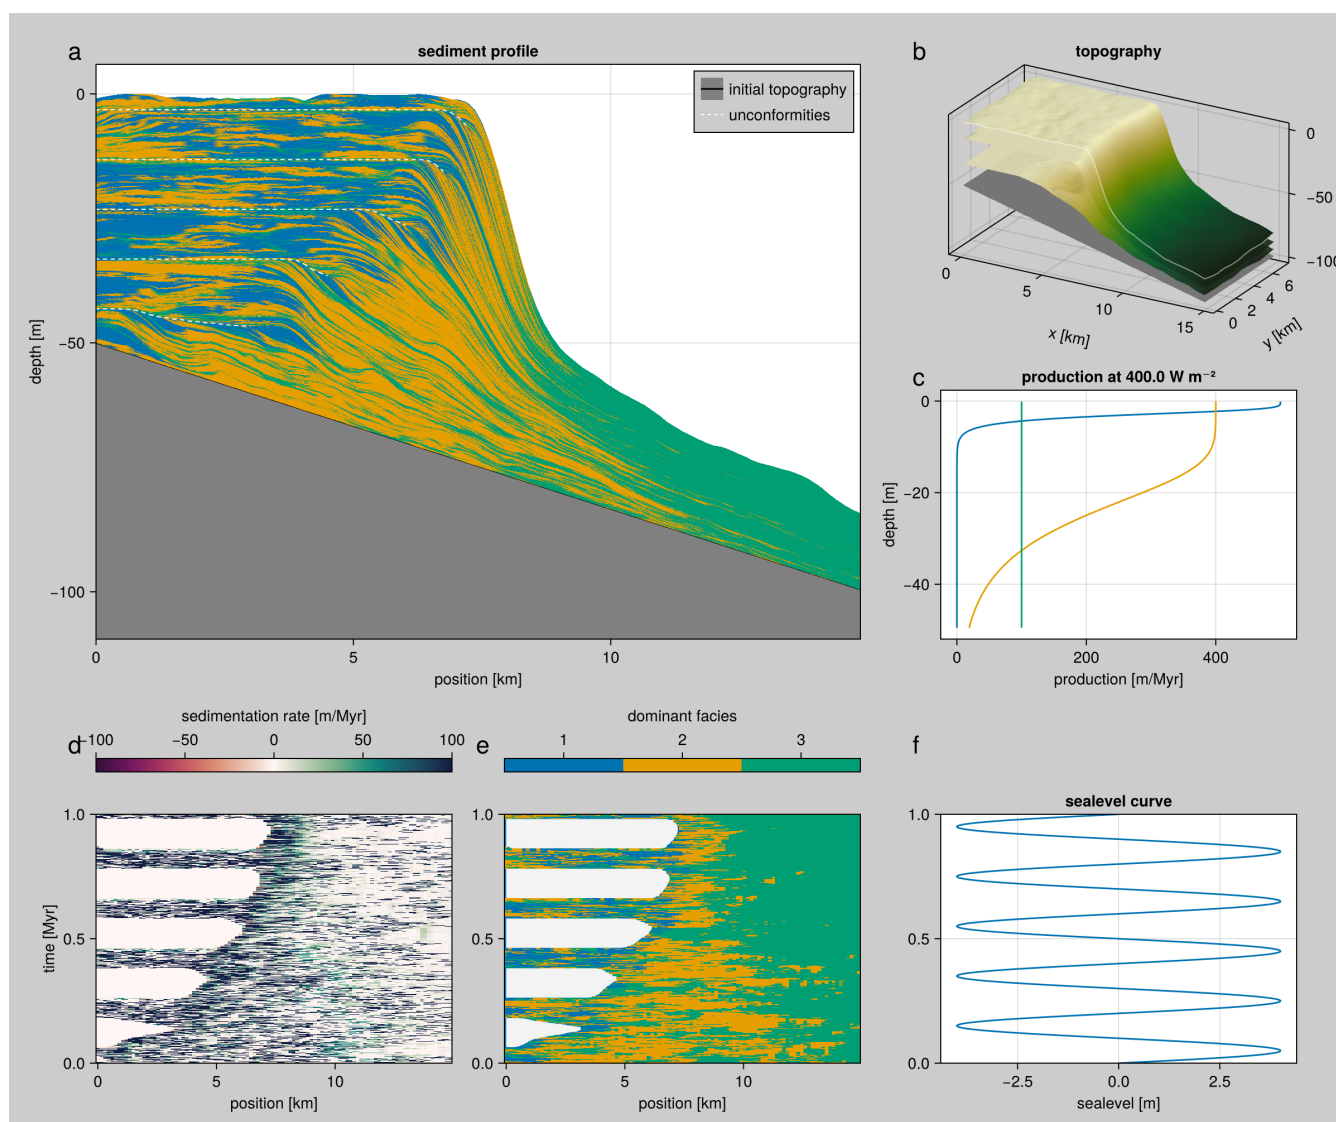 a
sediment profile
initial topography
unconformities
0
−50
−100
depth [m]
0
5
10
position [km]
b
topography
0
−50
−100
0
5
10
15
x [km]
0
2
4
6
y [km]
c
production at 400.0 W m⁻²
0
−20
−40
depth [m]
0
200
400
production [m/Myr]
d
sedimentation rate [m/Myr]
−100
−50
0
50
100
1.0
0.5
0.0
time [Myr]
0
5
10
position [km]
e
dominant facies
1
2
3
1.0
0.5
0.0
0
5
10
position [km]
f
sealevel curve
1.0
0.5
0.0
−2.5
0.0
2.5
sealevel [m]